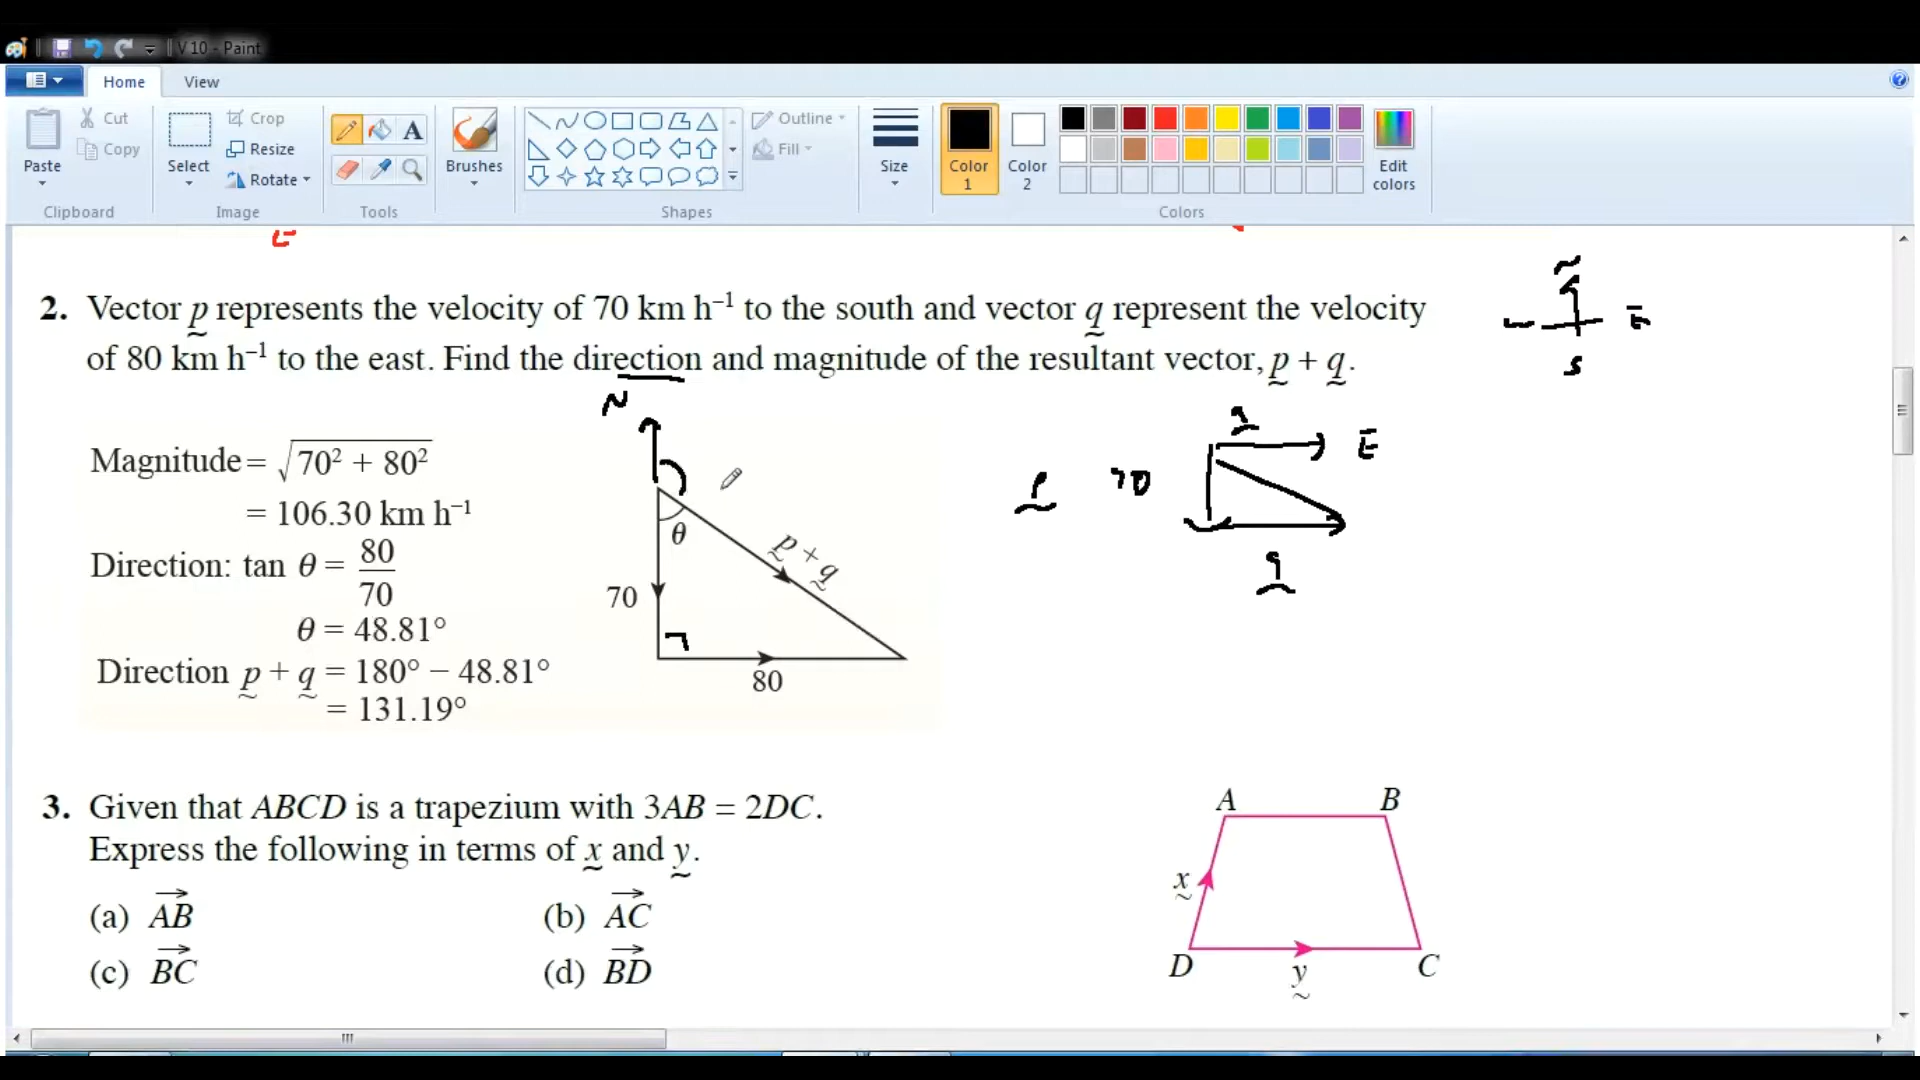 V 10 - Paint
Home View
Paste
Cut
Copy
Clipboard
Select
Crop
Resize
Rotate
Image
A
Tools
Brushes
Shapes
Outline
Fill
Size
Color 1
Color 2
Edit colors
Colors
E
2. Vector p represents the velocity of 70 km h⁻¹ to the south and vector q represent the velocity
of 80 km h⁻¹ to the east. Find the direction and magnitude of the resultant vector, p + q.
E
S
N
Magnitude = √70² + 80²
= 106.30 km h⁻¹
Direction: tan θ = 80/70
θ = 48.81°
Direction p + q = 180° − 48.81°
= 131.19°
θ
p + q
70
80
q
E
p 70
q
3. Given that ABCD is a trapezium with 3AB = 2DC.
Express the following in terms of x and y.
(a) AB (b) AC
(c) BC (d) BD
A B
x
D C
y